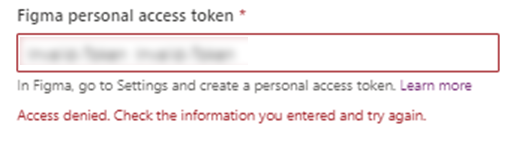 Figma personal access token *
In Figma, go to Settings and create a personal access token. Learn more
Access denied. Check the information you entered and try again.